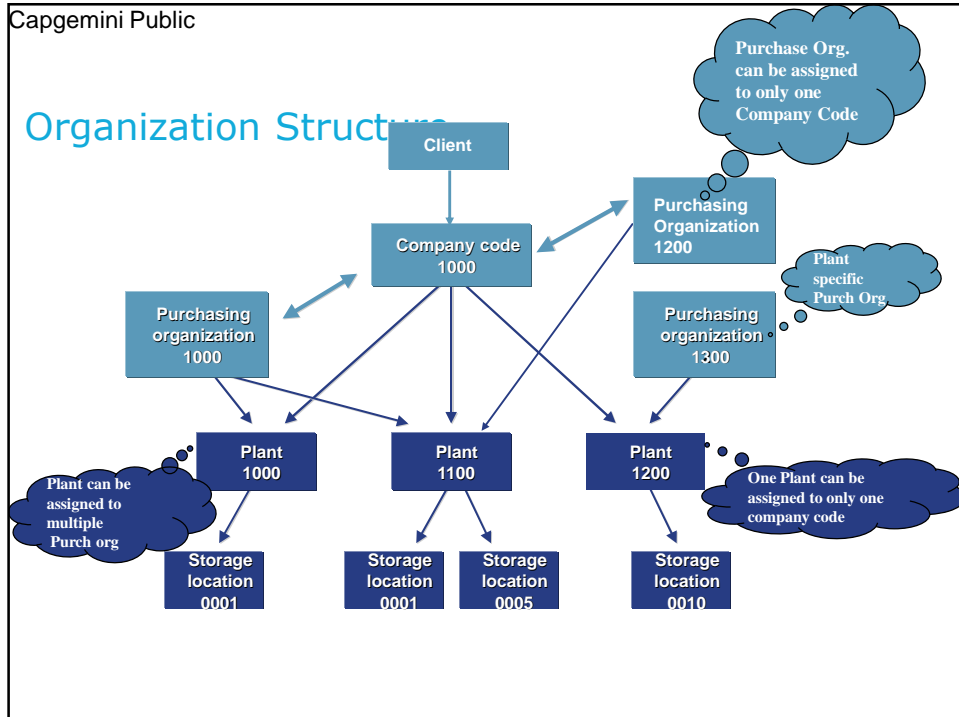 Capgemini Public
Purchase Org.
can be assigned
to only one
Company Code
Organization Structure
Client
Purchasing
Organization
1200
Company code
1000
Plant
specific
Purch Org
Purchasing
organization
1000
Purchasing
organization
1300
Plant
1000
Plant
1100
Plant
1200
Plant can be
assigned to
multiple
Purch org
One Plant can be
assigned to only one
company code
Storage
location
0001
Storage
location
0001
Storage
location
0005
Storage
location
0010